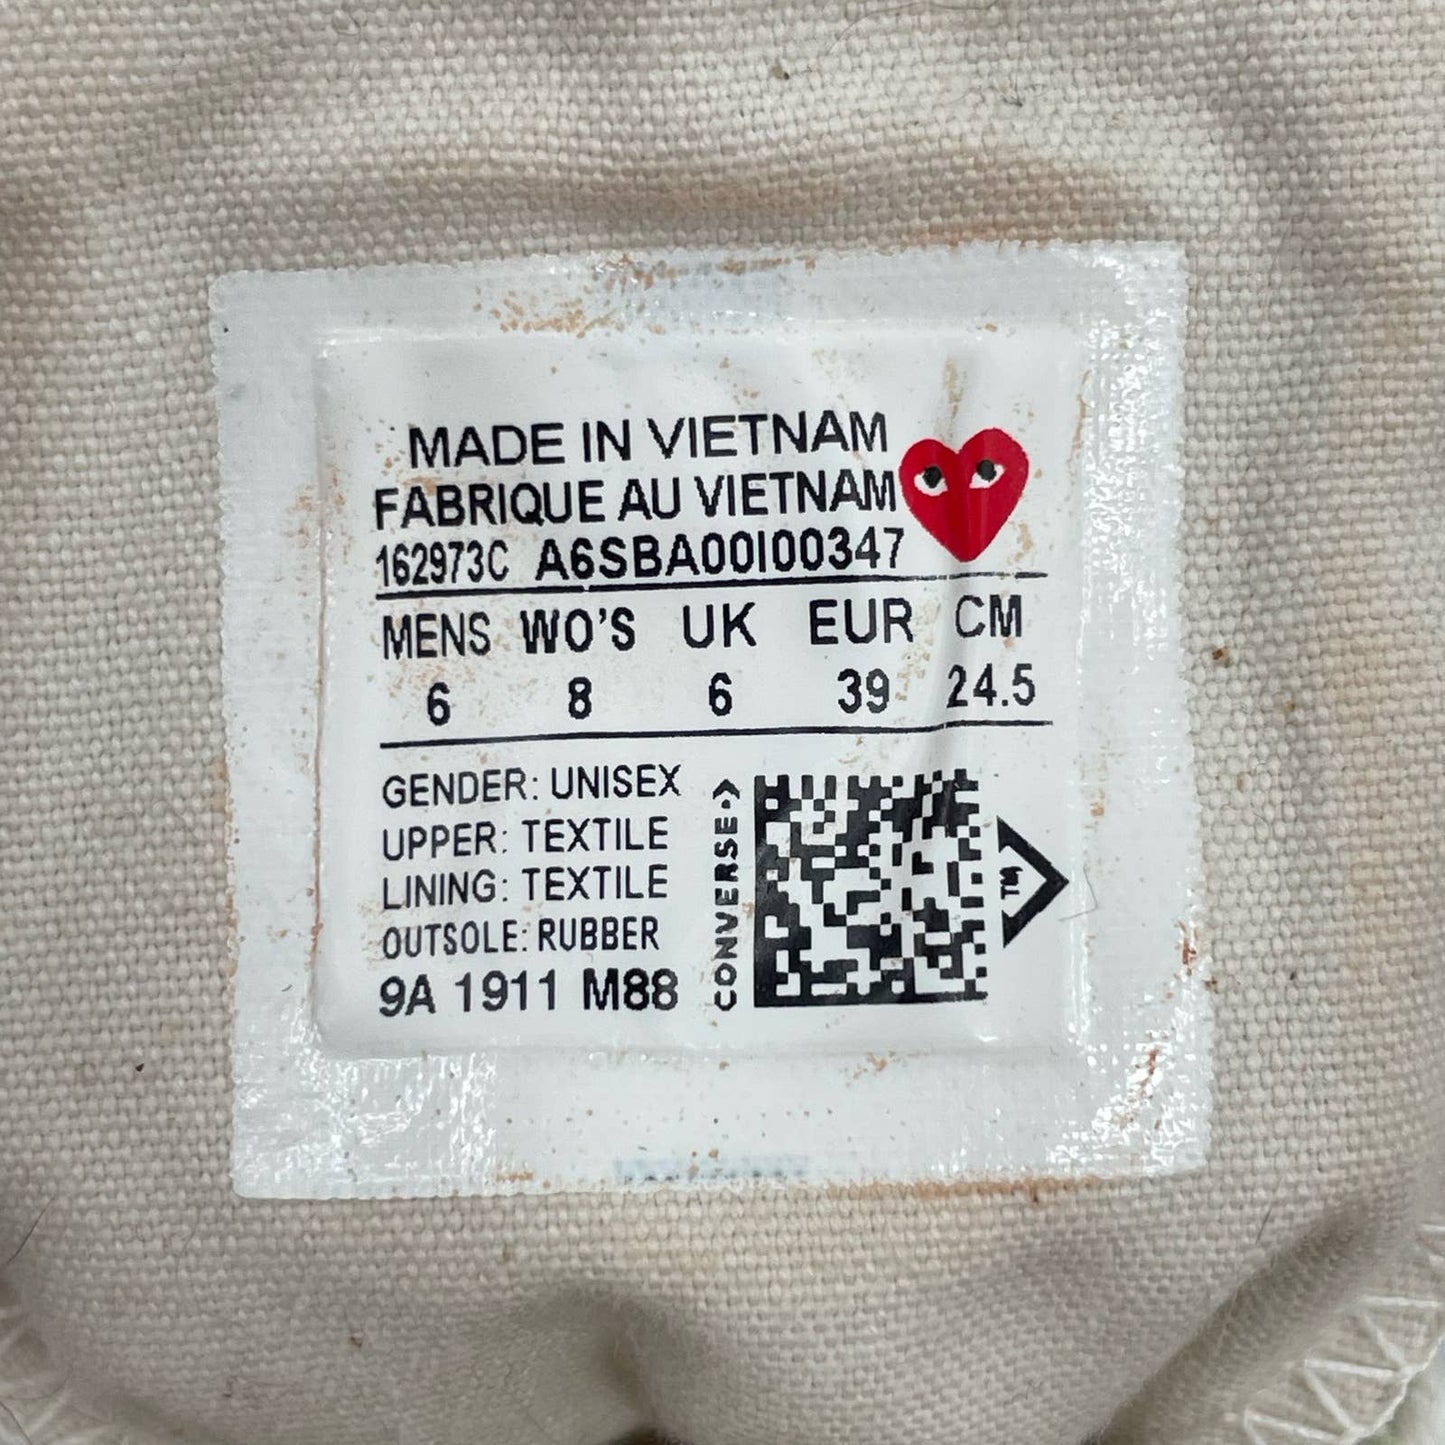 MADE IN VIETNAM
FABRIQUE AU VIETNAM
162973C A6SBA00I00347
MENS WO'S UK EUR CM
6 8 6 39 24.5
GENDER: UNISEX
UPPER: TEXTILE
LINING: TEXTILE
OUTSOLE: RUBBER
9A 1911 M88
CONVERSE
TM